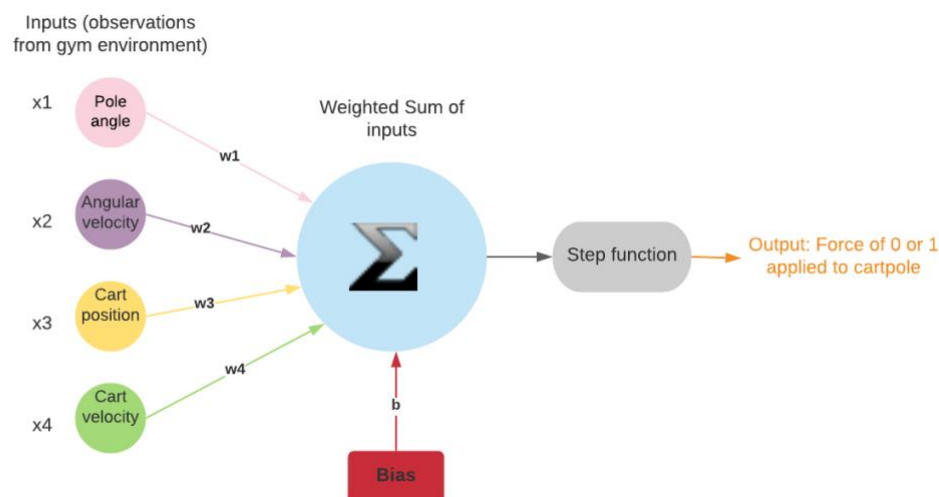 Inputs (observations
from gym environment)
x1
Pole
angle
w1
Weighted Sum of
inputs
x2
Angular
velocity
w2
Σ
Step function
Output: Force of 0 or 1
applied to cartpole
x3
Cart
position
w3
x4
Cart
velocity
w4
b
Bias